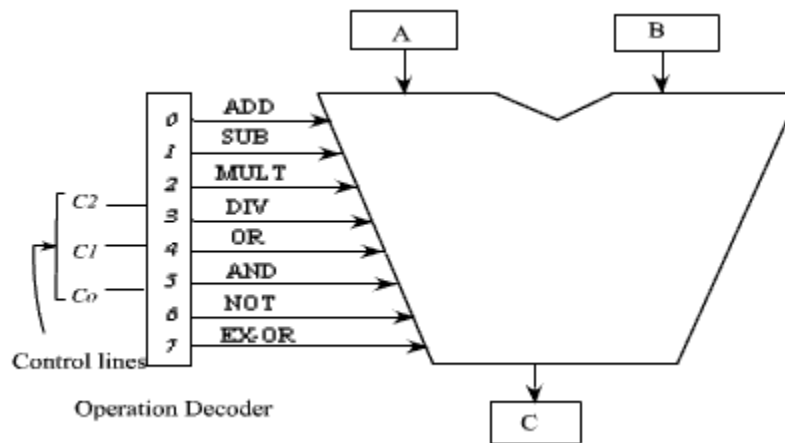 A
B
0 ADD
1 SUB
2 MULT
3 DIV
4 OR
5 AND
6 NOT
7 EX-OR
C2
C1
Co
Control lines
Operation Decoder
C